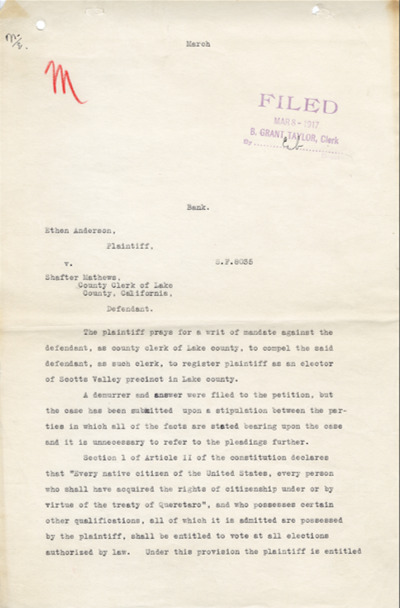 March
M
FILED
MAR 8 - 1917
B. GRANT TAYLOR, Clerk
By
Bank.
Ethan Anderson,
Plaintiff,
v. S.F.8035
Shafter Mathews,
County Clerk of Lake
County, California,
Defendant.
The plaintiff prays for a writ of mandate against the
defendant, as county clerk of Lake county, to compel the said
defendant, as such clerk, to register plaintiff as an elector
of Scotts Valley precinct in Lake county.
A demurrer and answer were filed to the petition, but
the case has been submitted upon a stipulation between the par-
ties in which all of the facts are stated bearing upon the case
and it is unnecessary to refer to the pleadings further.
Section 1 of Article II of the constitution declares
that "Every native citizen of the United States, every person
who shall have acquired the rights of citizenship under or by
virtue of the treaty of Queretaro", and who possesses certain
other qualifications, all of which it is admitted are possessed
by the plaintiff, shall be entitled to vote at all elections
authorized by law. Under this provision the plaintiff is entitled